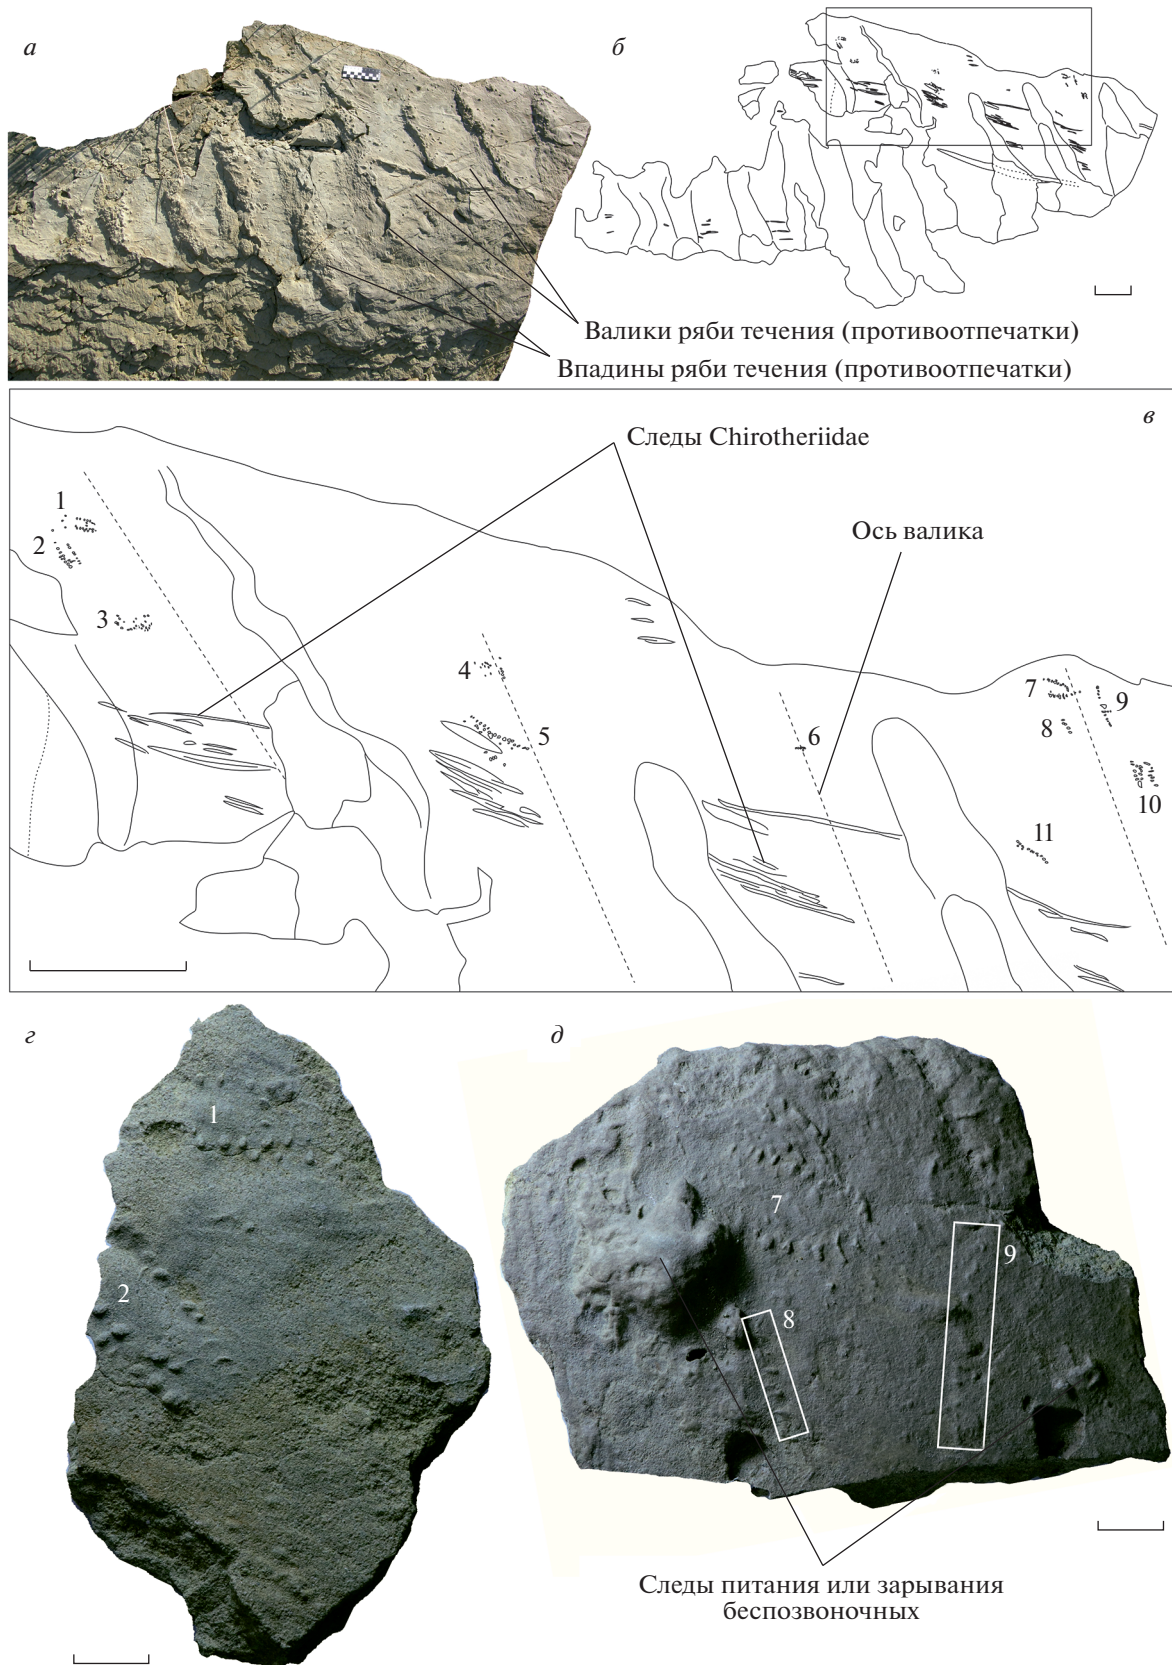 а
б
Валики ряби течения (противоотпечатки)
Впадины ряби течения (противоотпечатки)
в
Следы Chirotheriidae
Ось валика
1
2
3
4
5
6
7
8
9
10
11
г
1
2
д
7
8
9
Следы питания или зарывания
беспозвоночных